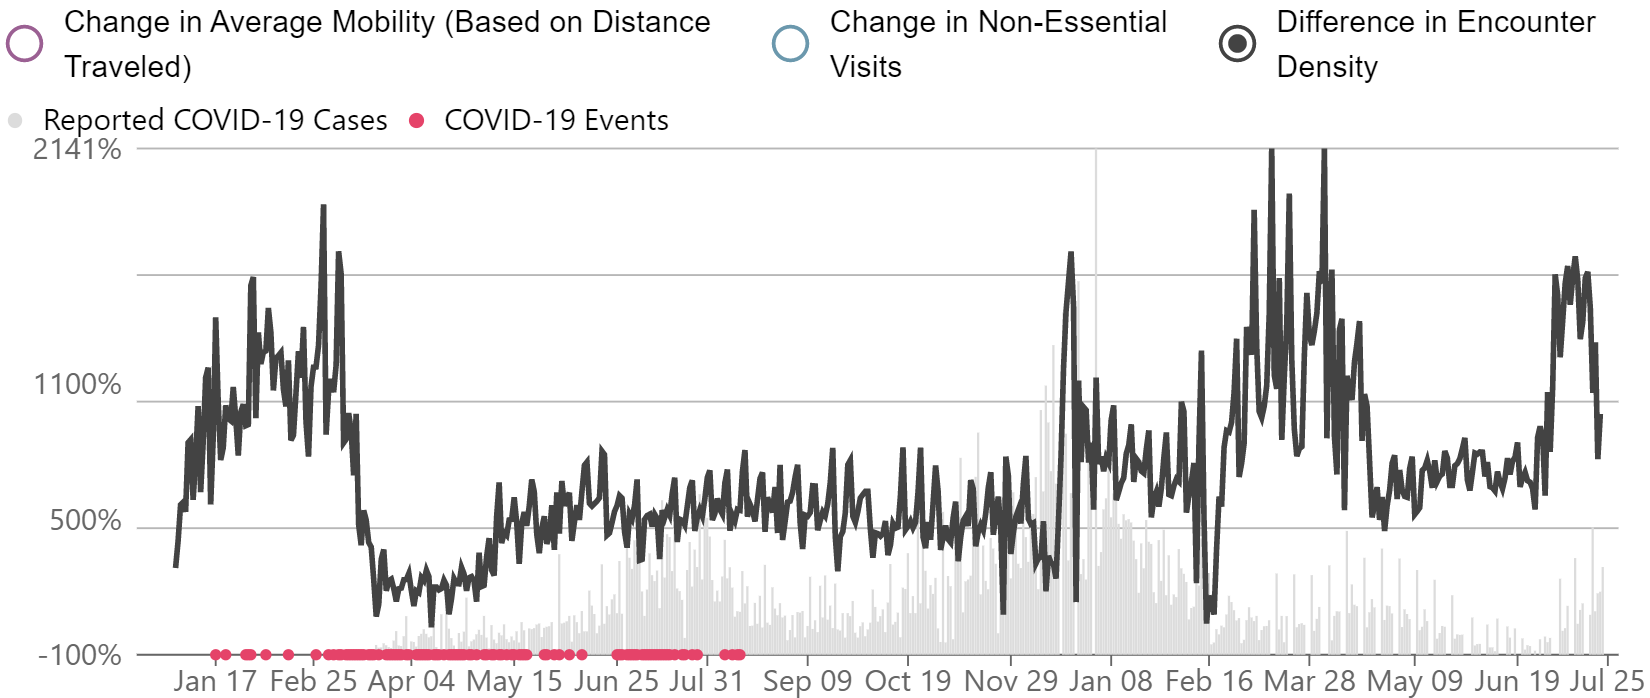 Change in Average Mobility (Based on Distance Traveled)
Change in Non-Essential Visits
Difference in Encounter Density
Reported COVID-19 Cases
COVID-19 Events
2141%
1100%
500%
-100%
Jan 17 Feb 25 Apr 04 May 15 Jun 25 Jul 31 Sep 09 Oct 19 Nov 29 Jan 08 Feb 16 Mar 28 May 09 Jun 19 Jul 25